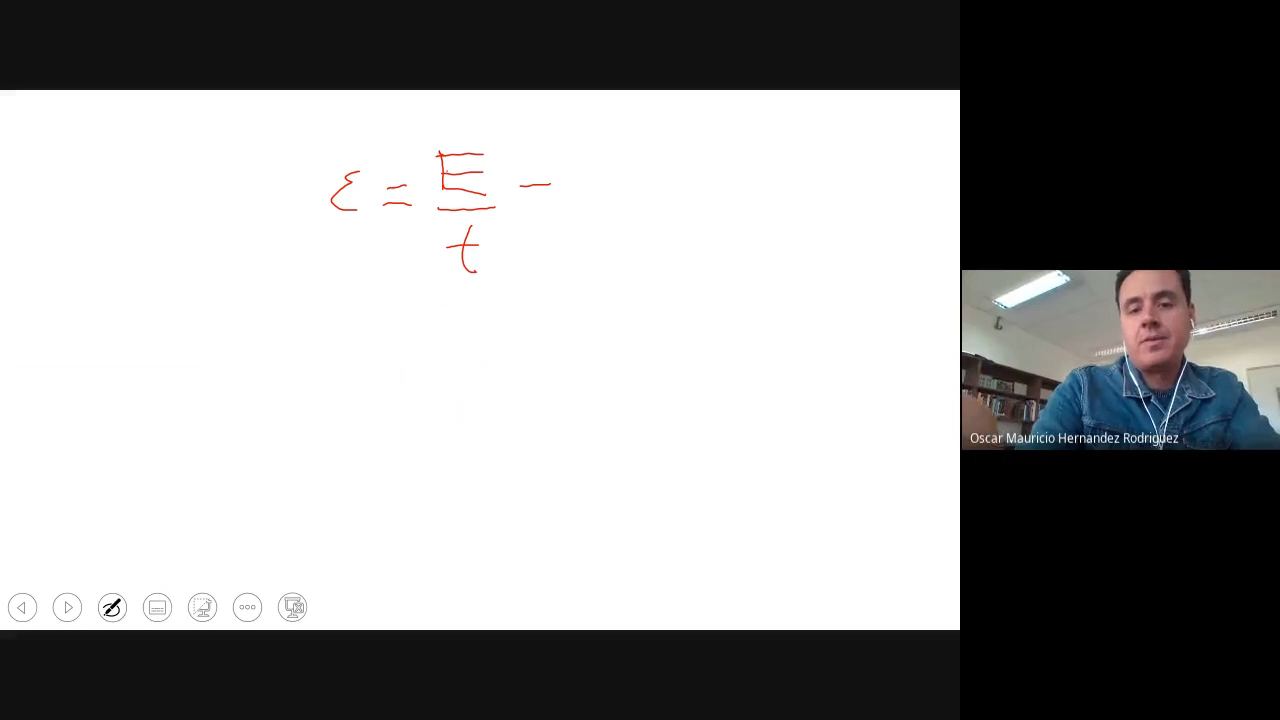 ε = E/t –
Oscar Mauricio Hernandez Rodriguez